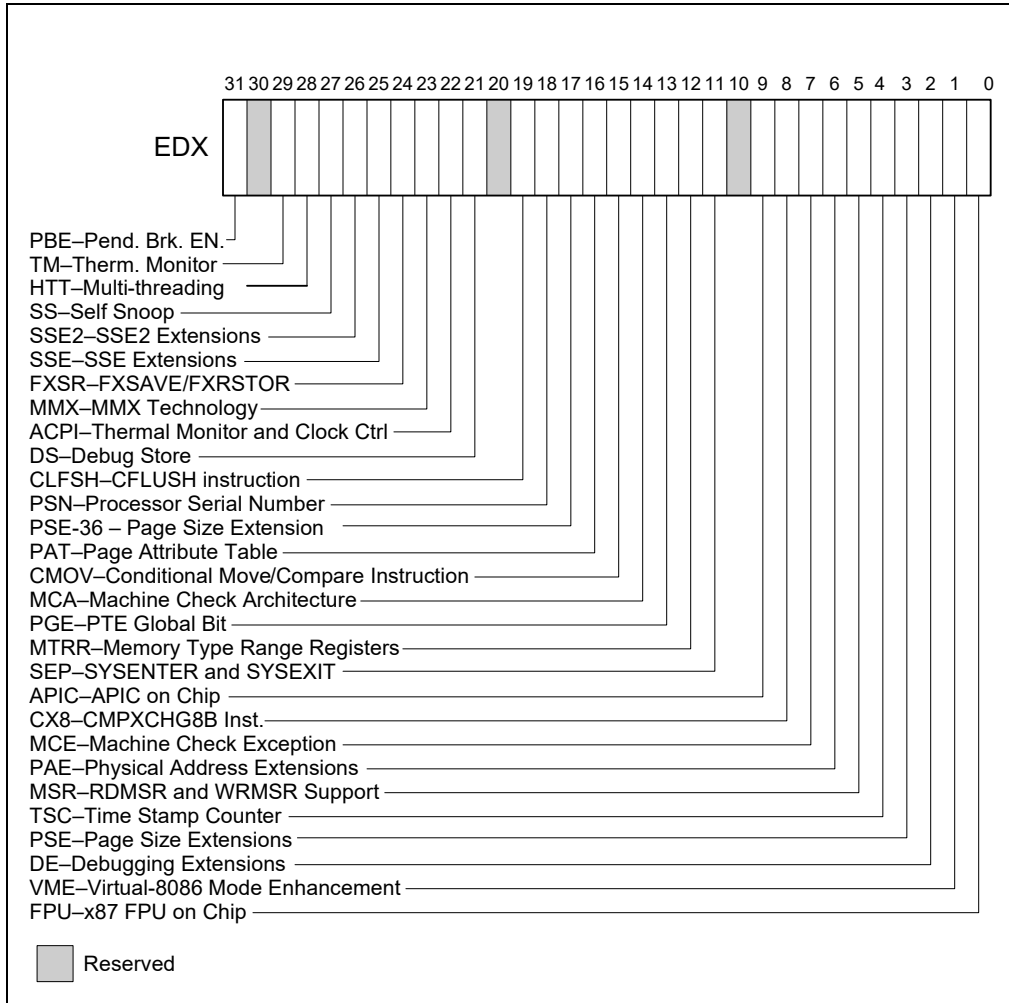 31 30 29 28 27 26 25 24 23 22 21 20 19 18 17 16 15 14 13 12 11 10 9 8 7 6 5 4 3 2 1 0
EDX
PBE–Pend. Brk. EN.
TM–Therm. Monitor
HTT–Multi-threading
SS–Self Snoop
SSE2–SSE2 Extensions
SSE–SSE Extensions
FXSR–FXSAVE/FXRSTOR
MMX–MMX Technology
ACPI–Thermal Monitor and Clock Ctrl
DS–Debug Store
CLFSH–CFLUSH instruction
PSN–Processor Serial Number
PSE-36 – Page Size Extension
PAT–Page Attribute Table
CMOV–Conditional Move/Compare Instruction
MCA–Machine Check Architecture
PGE–PTE Global Bit
MTRR–Memory Type Range Registers
SEP–SYSENTER and SYSEXIT
APIC–APIC on Chip
CX8–CMPXCHG8B Inst.
MCE–Machine Check Exception
PAE–Physical Address Extensions
MSR–RDMSR and WRMSR Support
TSC–Time Stamp Counter
PSE–Page Size Extensions
DE–Debugging Extensions
VME–Virtual-8086 Mode Enhancement
FPU–x87 FPU on Chip
Reserved